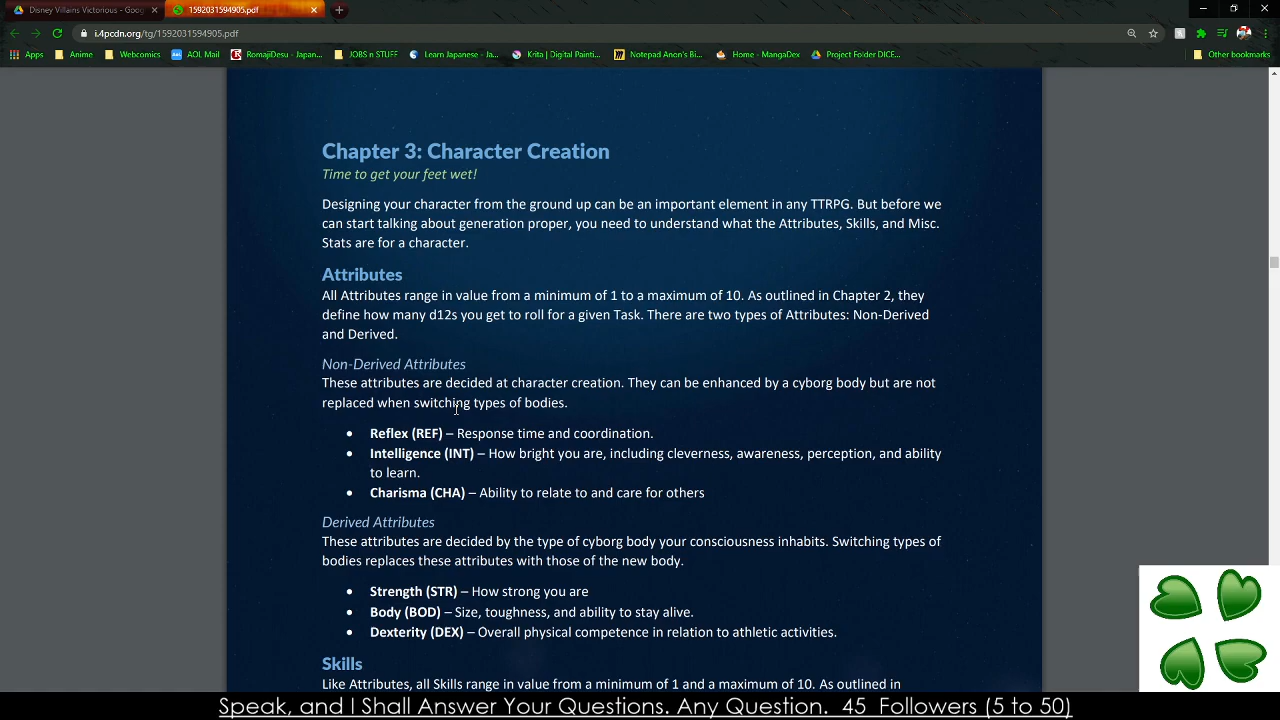 Disney Villains Victorious - Goog
1592031594905.pdf
i.4pcdn.org/tg/1592031594905.pdf
Apps
Anime
Webcomics
AOL Mail
RomajiDesu - Japan...
JOBS n STUFF
Learn Japanese - Ja...
Krita | Digital Painti...
Notepad Anon's Bi...
Home - MangaDex
Project Folder DICE...
Other bookmarks
Chapter 3: Character Creation
Time to get your feet wet!
Designing your character from the ground up can be an important element in any TTRPG. But before we
can start talking about generation proper, you need to understand what the Attributes, Skills, and Misc.
Stats are for a character.
Attributes
All Attributes range in value from a minimum of 1 to a maximum of 10. As outlined in Chapter 2, they
define how many d12s you get to roll for a given Task. There are two types of Attributes: Non-Derived
and Derived.
Non-Derived Attributes
These attributes are decided at character creation. They can be enhanced by a cyborg body but are not
replaced when switching types of bodies.
• Reflex (REF) – Response time and coordination.
• Intelligence (INT) – How bright you are, including cleverness, awareness, perception, and ability
to learn.
• Charisma (CHA) – Ability to relate to and care for others
Derived Attributes
These attributes are decided by the type of cyborg body your consciousness inhabits. Switching types of
bodies replaces these attributes with those of the new body.
• Strength (STR) – How strong you are
• Body (BOD) – Size, toughness, and ability to stay alive.
• Dexterity (DEX) – Overall physical competence in relation to athletic activities.
Skills
Like Attributes, all Skills range in value from a minimum of 1 and a maximum of 10. As outlined in
Speak, and I Shall Answer Your Questions. Any Question. 45 Followers (5 to 50)